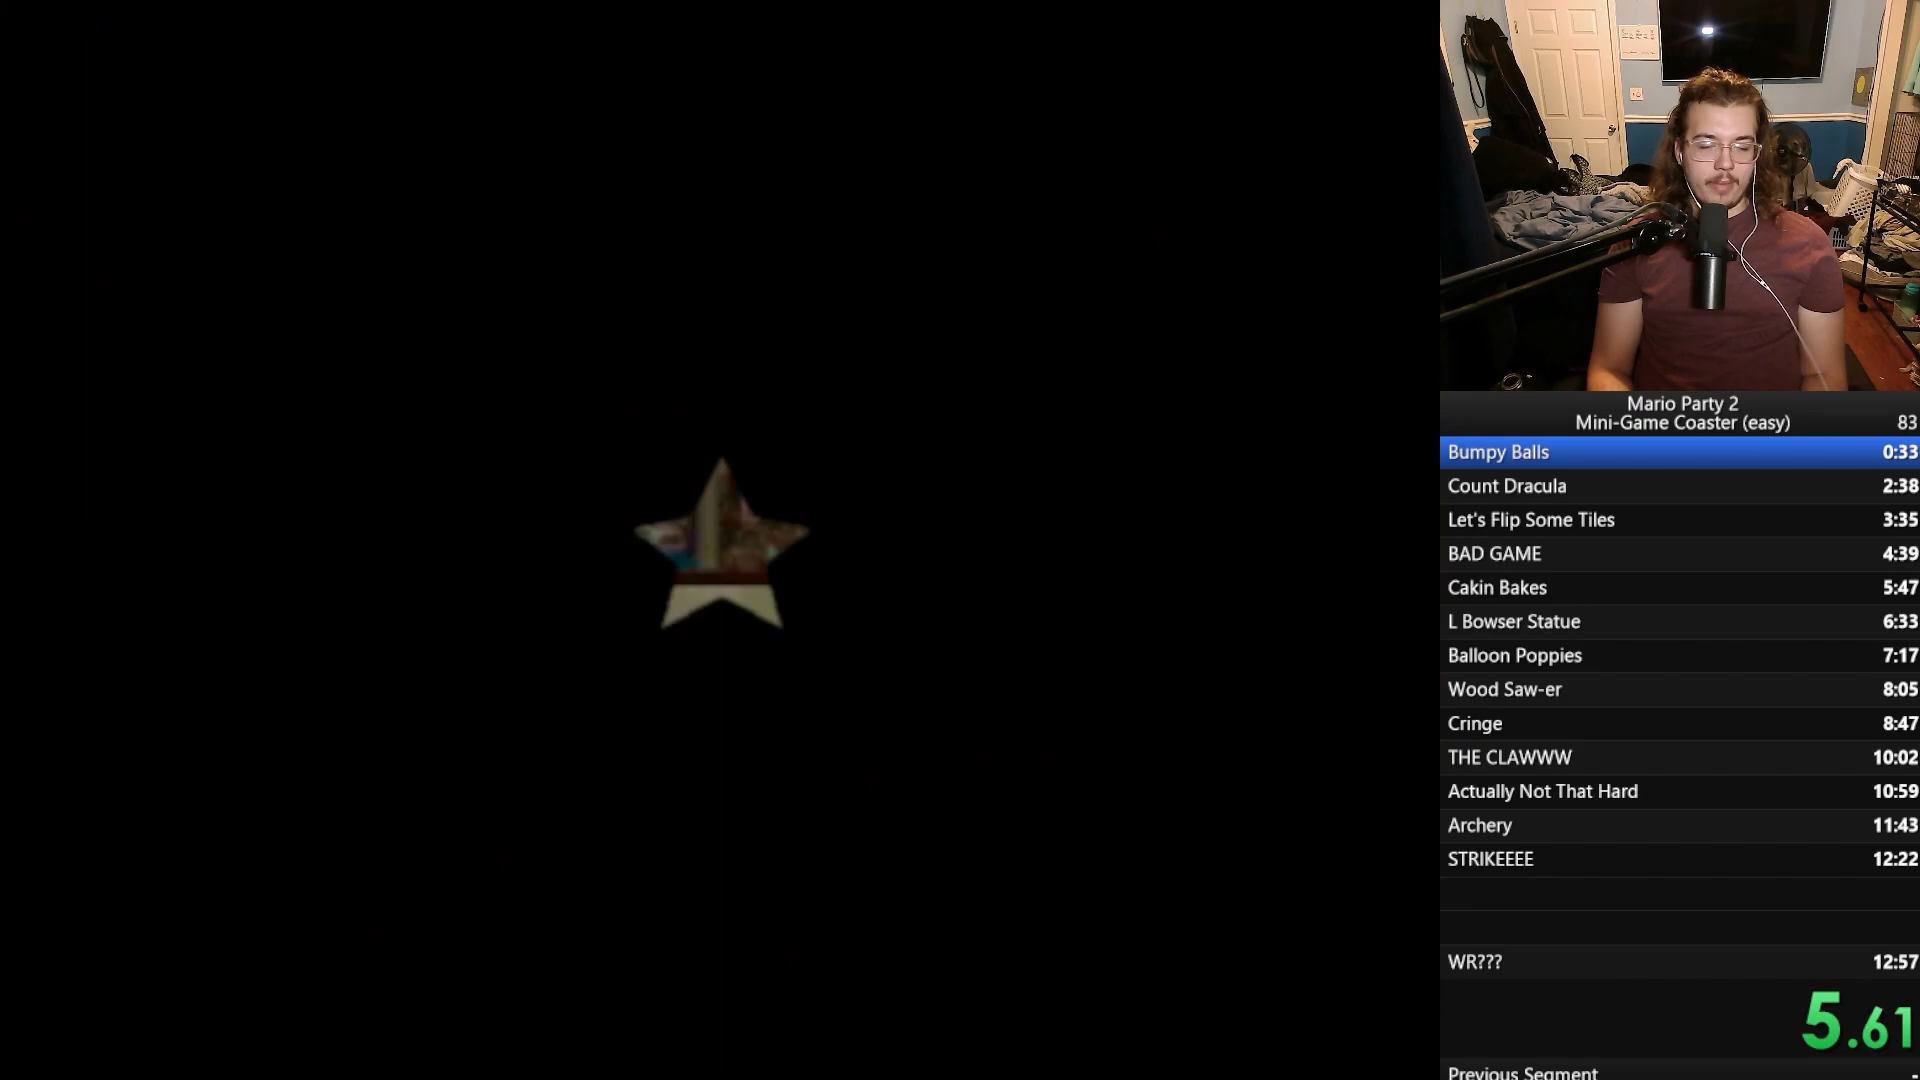 Mario Party 2
Mini-Game Coaster (easy) 83
Bumpy Balls 0:33
Count Dracula 2:38
Let's Flip Some Tiles 3:35
BAD GAME 4:39
Cakin Bakes 5:47
L Bowser Statue 6:33
Balloon Poppies 7:17
Wood Saw-er 8:05
Cringe 8:47
THE CLAWWW 10:02
Actually Not That Hard 10:59
Archery 11:43
STRIKEEEE 12:22
WR??? 12:57
5.61
Previous Segment -